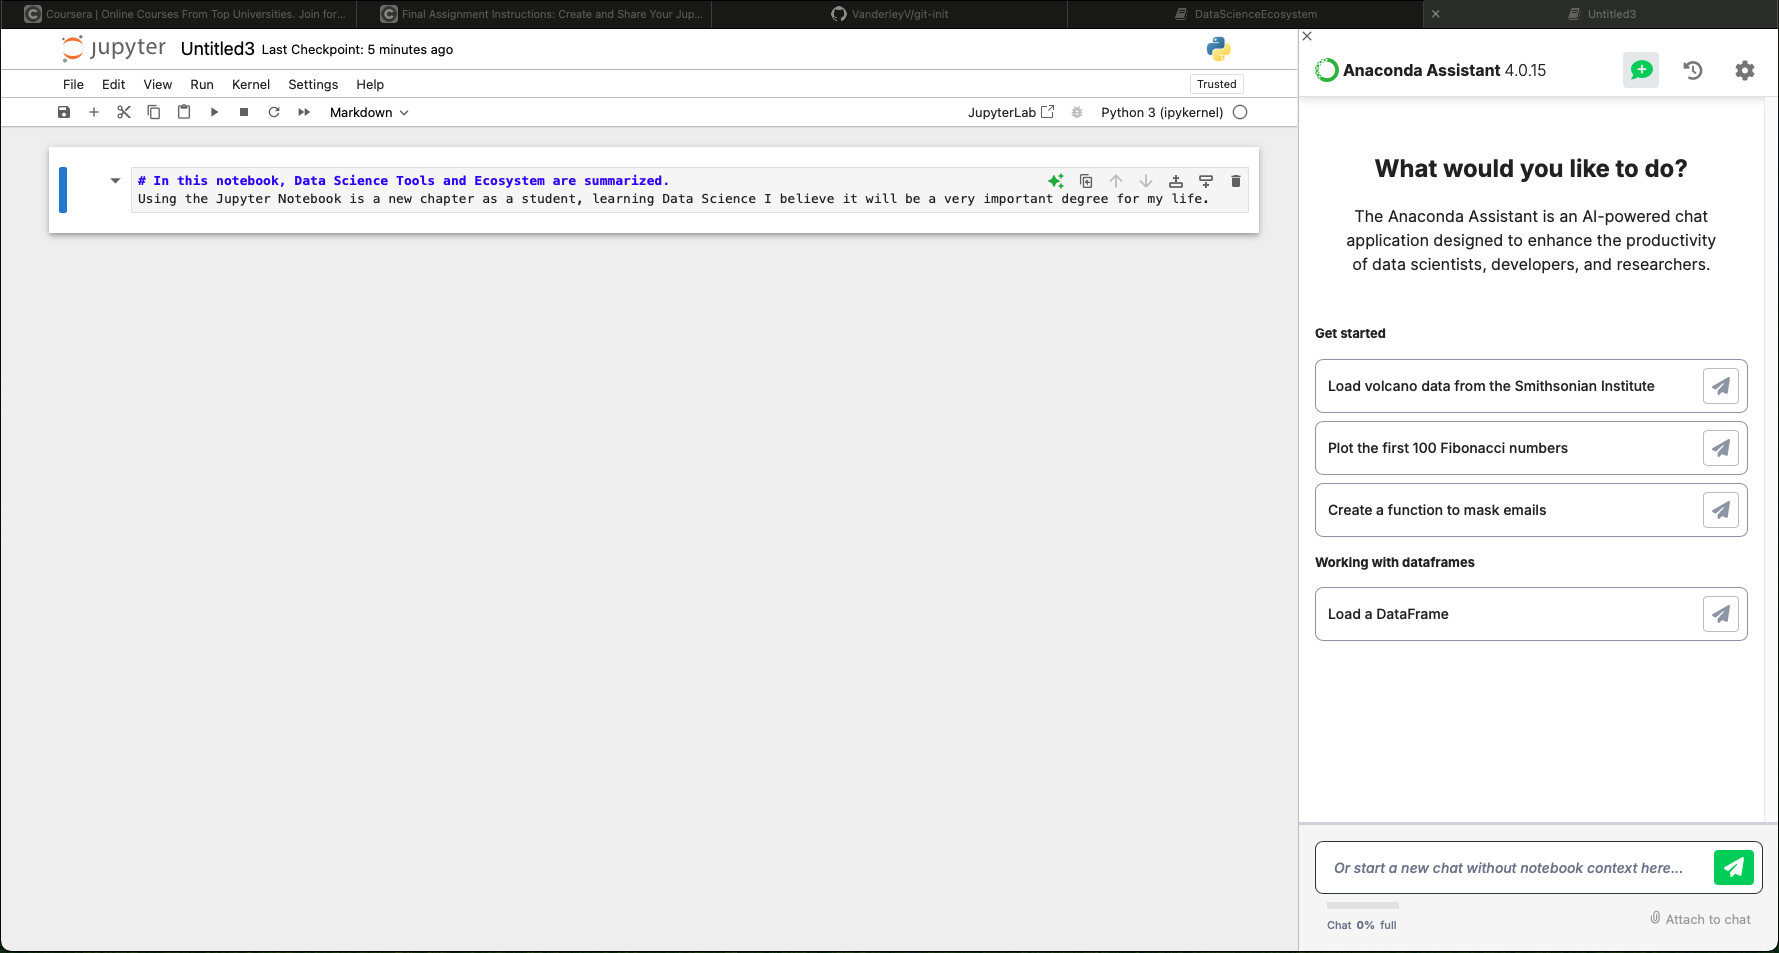 Coursera | Online Courses From Top Universities. Join for...
Final Assignment Instructions: Create and Share Your Jup...
VanderleyV/git-init
DataScienceEcosystem
Untitled3
jupyter Untitled3 Last Checkpoint: 5 minutes ago
File Edit View Run Kernel Settings Help
Trusted
Markdown
JupyterLab
Python 3 (ipykernel)
# In this notebook, Data Science Tools and Ecosystem are summarized.
Using the Jupyter Notebook is a new chapter as a student, learning Data Science I believe it will be a very important degree for my life.
Anaconda Assistant 4.0.15
What would you like to do?
The Anaconda Assistant is an AI-powered chat
application designed to enhance the productivity
of data scientists, developers, and researchers.
Get started
Load volcano data from the Smithsonian Institute
Plot the first 100 Fibonacci numbers
Create a function to mask emails
Working with dataframes
Load a DataFrame
Or start a new chat without notebook context here...
Chat 0% full
Attach to chat